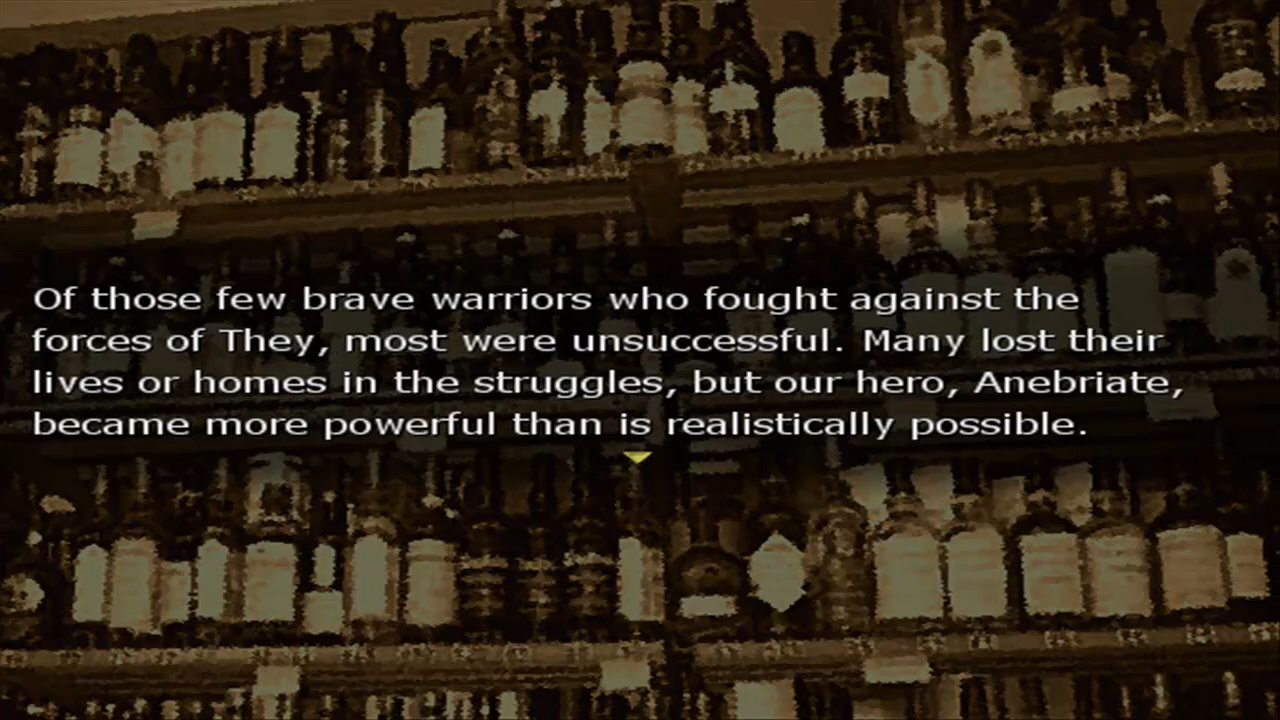 Of those few brave warriors who fought against the
forces of They, most were unsuccessful. Many lost their
lives or homes in the struggles, but our hero, Anebriate,
became more powerful than is realistically possible.